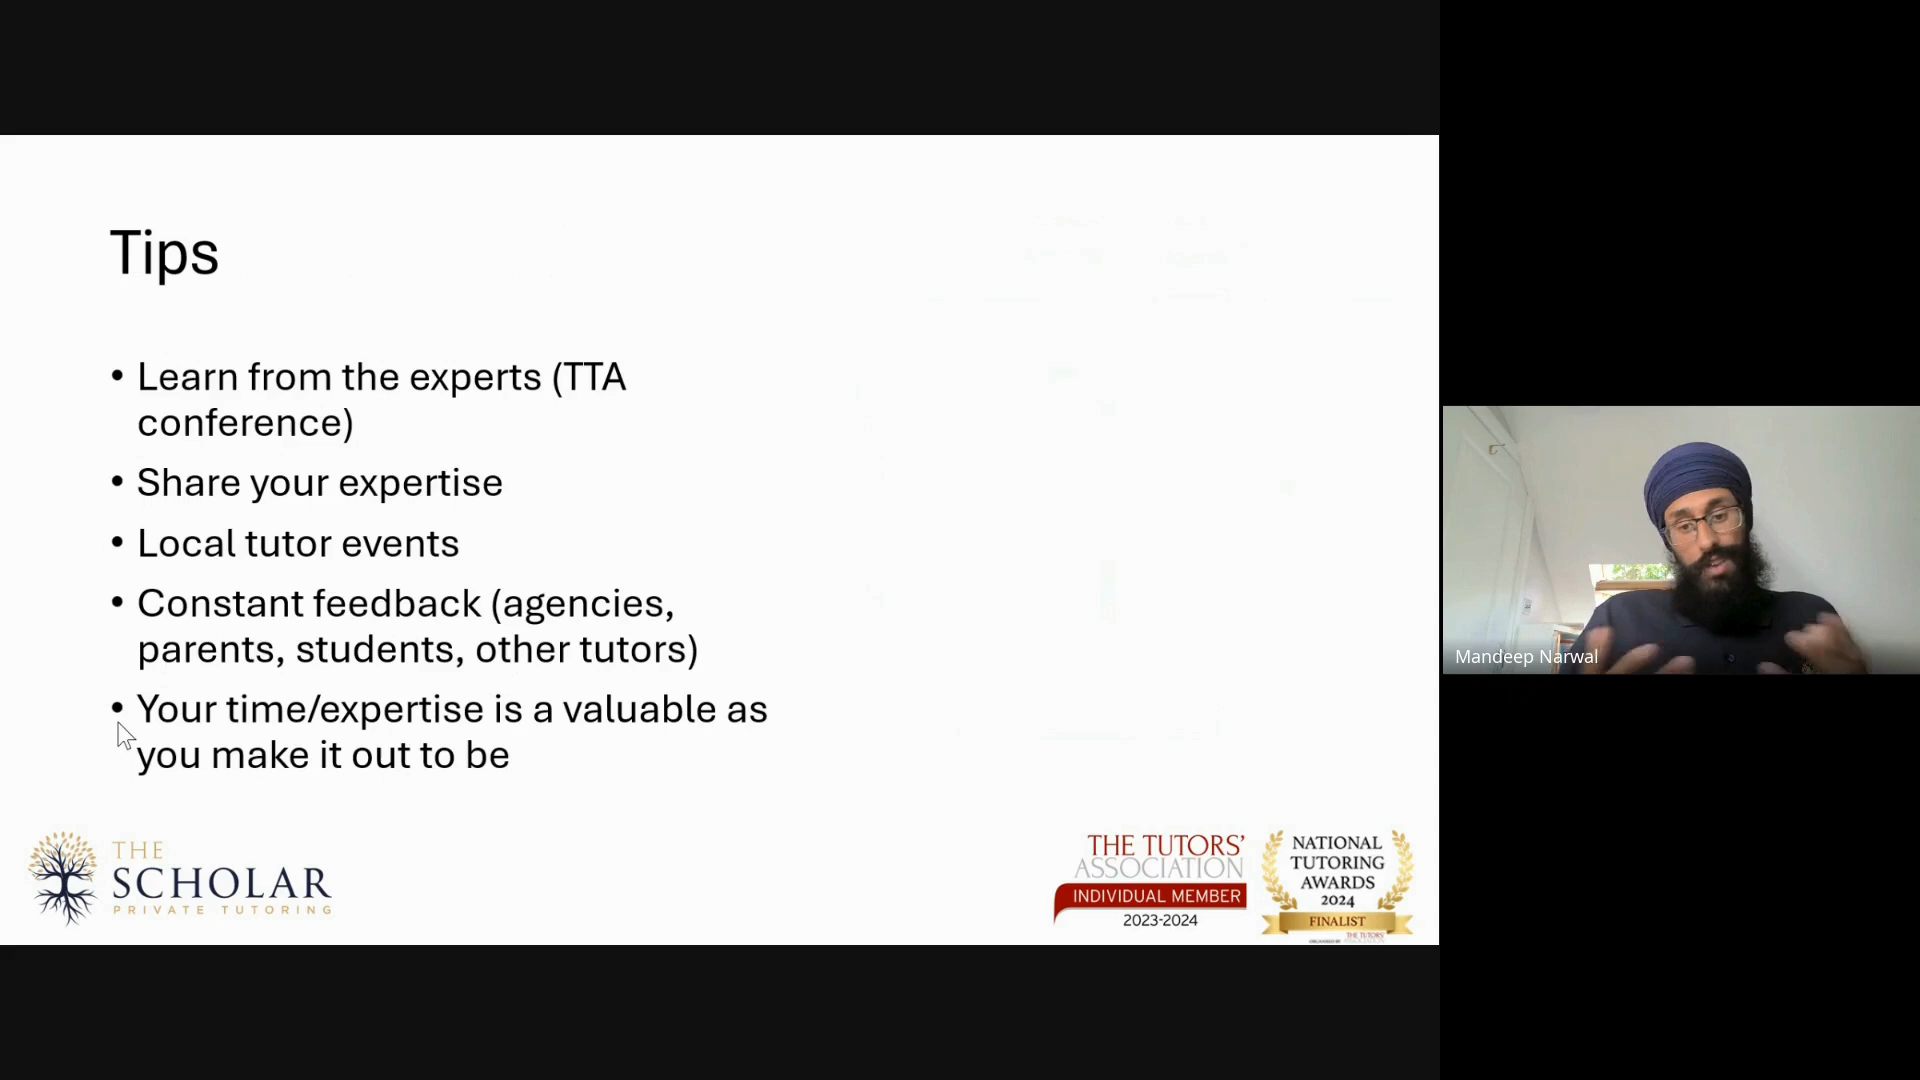 Tips
• Learn from the experts (TTA
conference)
• Share your expertise
• Local tutor events
• Constant feedback (agencies,
parents, students, other tutors)
• Your time/expertise is a valuable as
you make it out to be
THE
SCHOLAR
PRIVATE TUTORING
THE TUTORS'
ASSOCIATION
INDIVIDUAL MEMBER
2023-2024
NATIONAL
TUTORING
AWARDS
2024
FINALIST
Mandeep Narwal